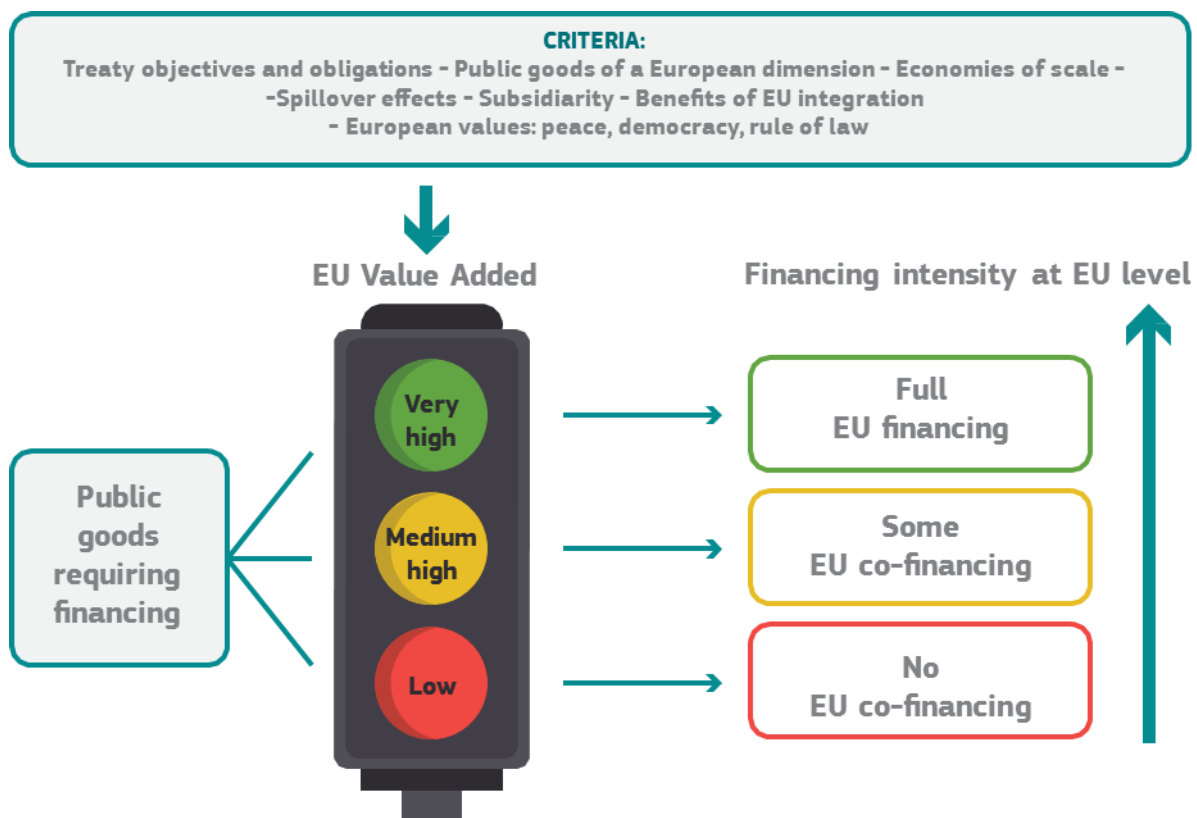 CRITERIA:
Treaty objectives and obligations - Public goods of a European dimension - Economies of scale -
-Spillover effects - Subsidiarity - Benefits of EU integration
- European values: peace, democracy, rule of law
EU Value Added
Financing intensity at EU level
Public
goods
requiring
financing
Very
high
Medium
high
Low
Full
EU financing
Some
EU co-financing
No
EU co-financing